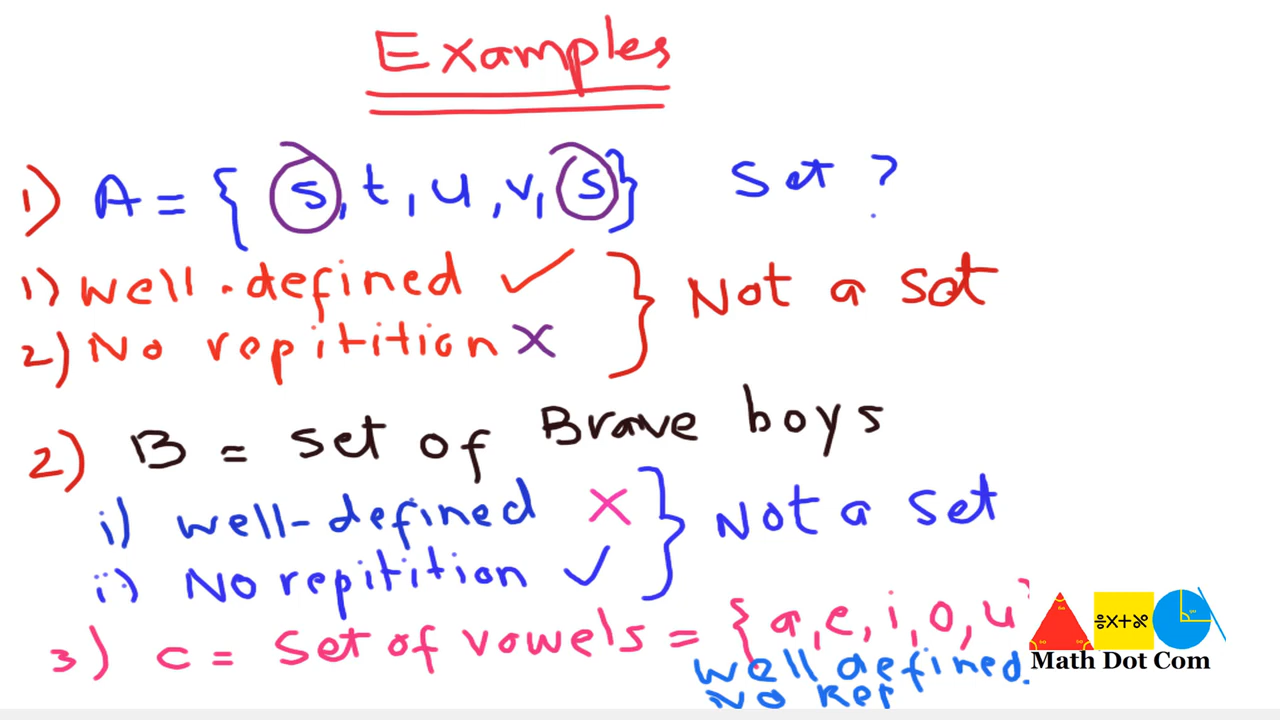 Examples
1) A = { s, t, u, v, s} Set ?
1) Well-defined ✓
2) No repitition X
} Not a Set
2) B = Set of Brave boys
i) well-defined X
ii) No repitition ✓
} Not a set
3) C = Set of vowels = { a, e, i, o, u
Well defined.
No Rep
÷X+%
Math Dot Com